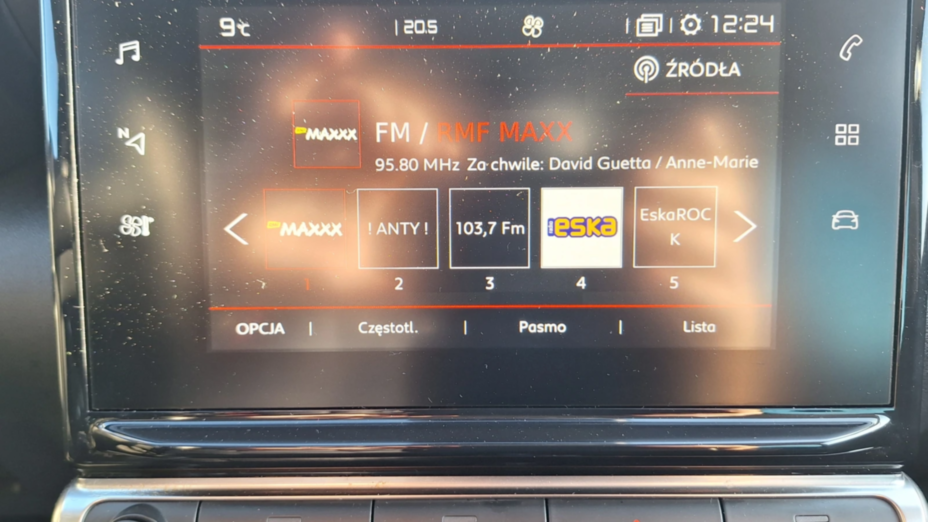 9°C | 20.5 12:24
ŹRÓDŁA
MAXXX FM / RMF MAXX
95.80 MHz Za chwile: David Guetta / Anne-Marie
N
MAXXX ! ANTY ! 103,7 Fm eska EskaROC
K
1 2 3 4 5
OPCJA | Częstotl. | Pasmo | Lista